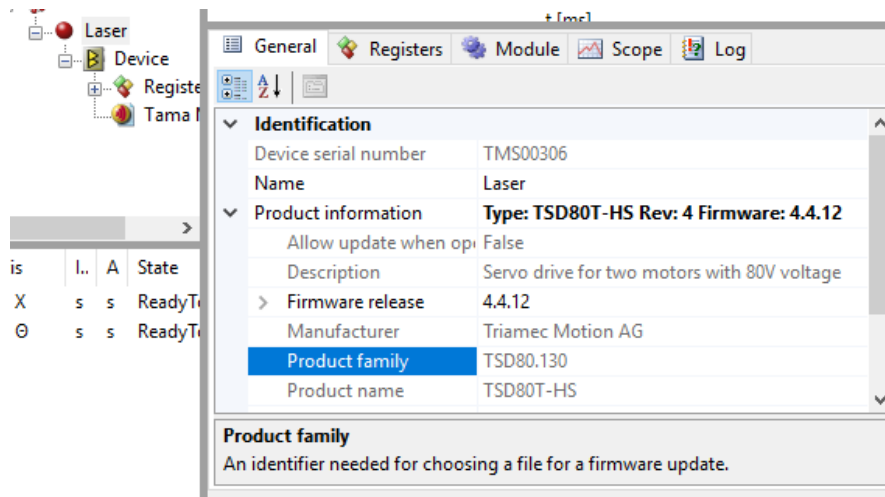 t [ms]
Laser
Device
Registe
Tama
General Registers Module Scope Log
Identification
Device serial number TMS00306
Name Laser
Product information Type: TSD80T-HS Rev: 4 Firmware: 4.4.12
Allow update when ope False
Description Servo drive for two motors with 80V voltage
Firmware release 4.4.12
Manufacturer Triamec Motion AG
Product family TSD80.130
Product name TSD80T-HS
is I.. A State
X s s ReadyTo
Θ s s ReadyTo
Product family
An identifier needed for choosing a file for a firmware update.